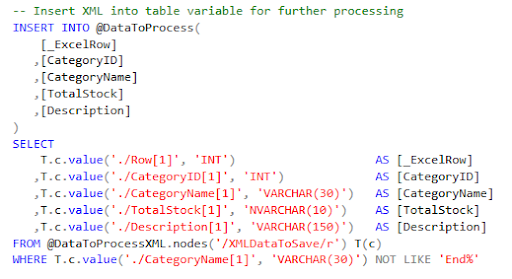 -- Insert XML into table variable for further processing
INSERT INTO @DataToProcess(
[_ExcelRow]
,[CategoryID]
,[CategoryName]
,[TotalStock]
,[Description]
)
SELECT
T.c.value('./Row[1]', 'INT') AS [_ExcelRow]
,T.c.value('./CategoryID[1]', 'INT') AS [CategoryID]
,T.c.value('./CategoryName[1]', 'VARCHAR(30)') AS [CategoryName]
,T.c.value('./TotalStock[1]', 'NVARCHAR(10)') AS [TotalStock]
,T.c.value('./Description[1]', 'VARCHAR(150)') AS [Description]
FROM @DataToProcessXML.nodes('/XMLDataToSave/r') T(c)
WHERE T.c.value('./CategoryName[1]', 'VARCHAR(30)') NOT LIKE 'End%'